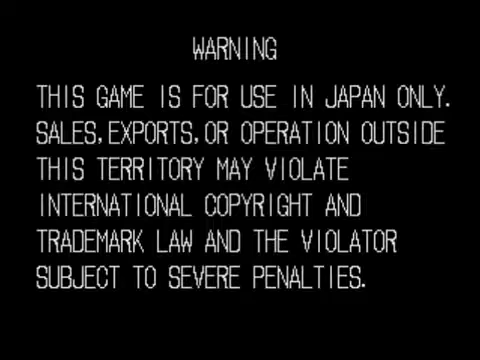 WARNING
THIS GAME IS FOR USE IN JAPAN ONLY.
SALES,EXPORTS,OR OPERATION OUTSIDE
THIS TERRITORY MAY VIOLATE
INTERNATIONAL COPYRIGHT AND
TRADEMARK LAW AND THE VIOLATOR
SUBJECT TO SEVERE PENALTIES.